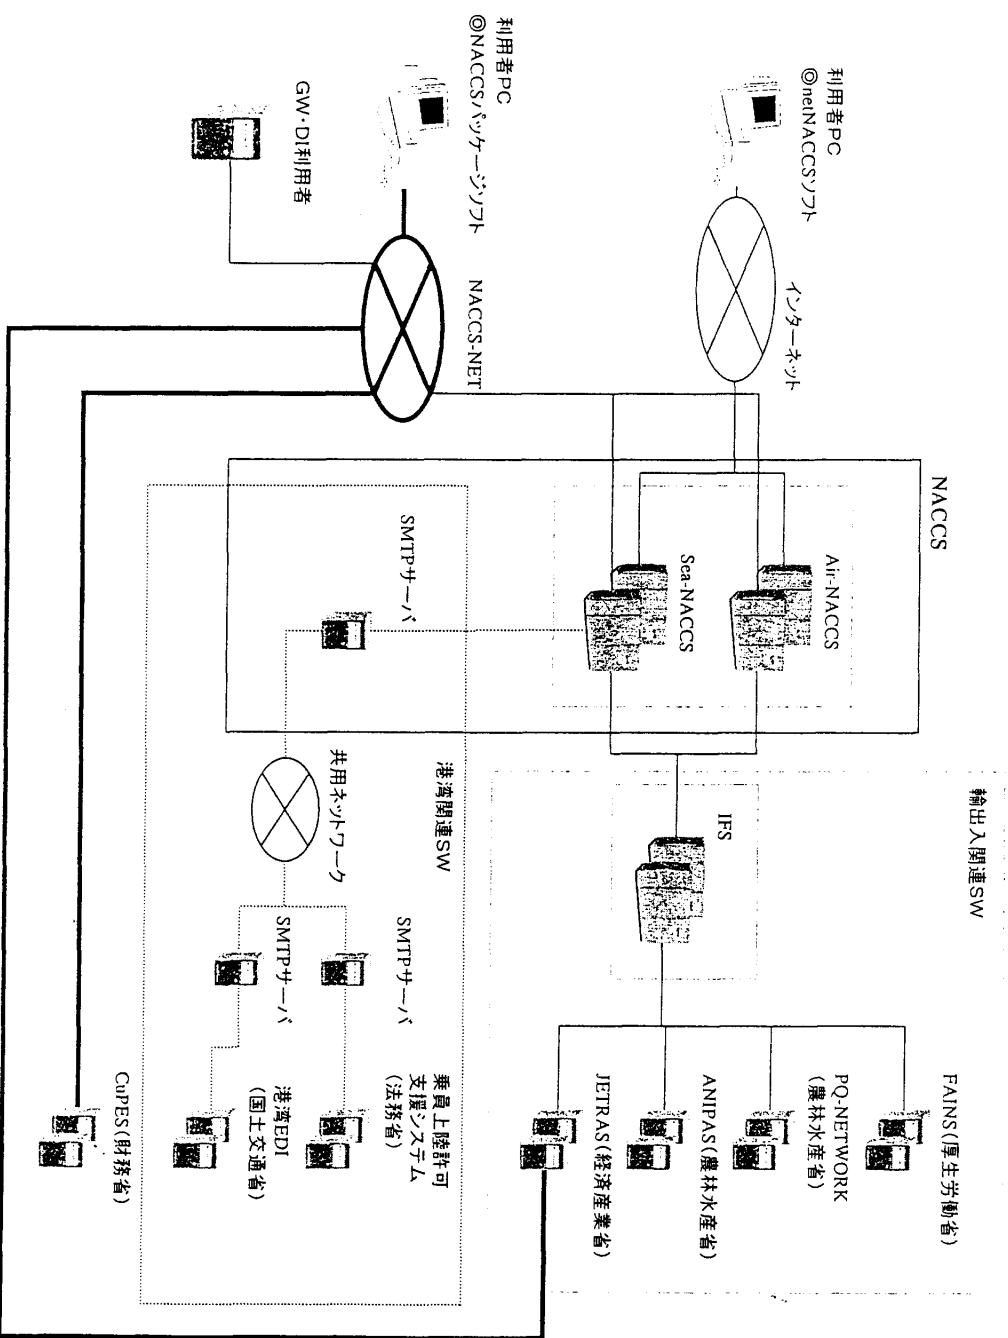 利用者PC
◎netNACCSソフト
インターネット
利用者PC
◎NACCSパッケージソフト
NACCS-NET
GW・DI利用者
NACCS
Air-NACCS
Sea-NACCS
SMTPサーバ
輸出入関連SW
IFS
FAINS(厚生労働省)
PQ-NETWORK
(農林水産省)
ANIPAS(農林水産省)
JETRAS(経済産業省)
港湾関連SW
共用ネットワーク
SMTPサーバ
SMTPサーバ
乗員上陸許可
支援システム
(法務省)
港湾EDI
(国土交通省)
CuPES(財務省)